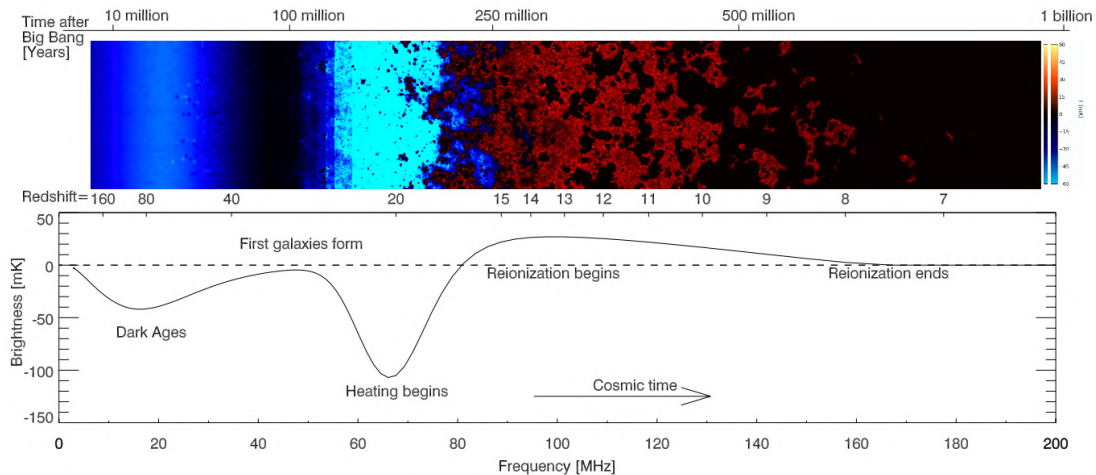 Time after Big Bang [Years]
10 million 100 million 250 million 500 million 1 billion
Redshift= 160 80 40 20 15 14 13 12 11 10 9 8 7
Brightness [mK]
50
0
-50
-100
-150
First galaxies form
Reionization begins
Reionization ends
Dark Ages
Heating begins
Cosmic time
0 20 40 60 80 100 120 140 160 180 200
Frequency [MHz]